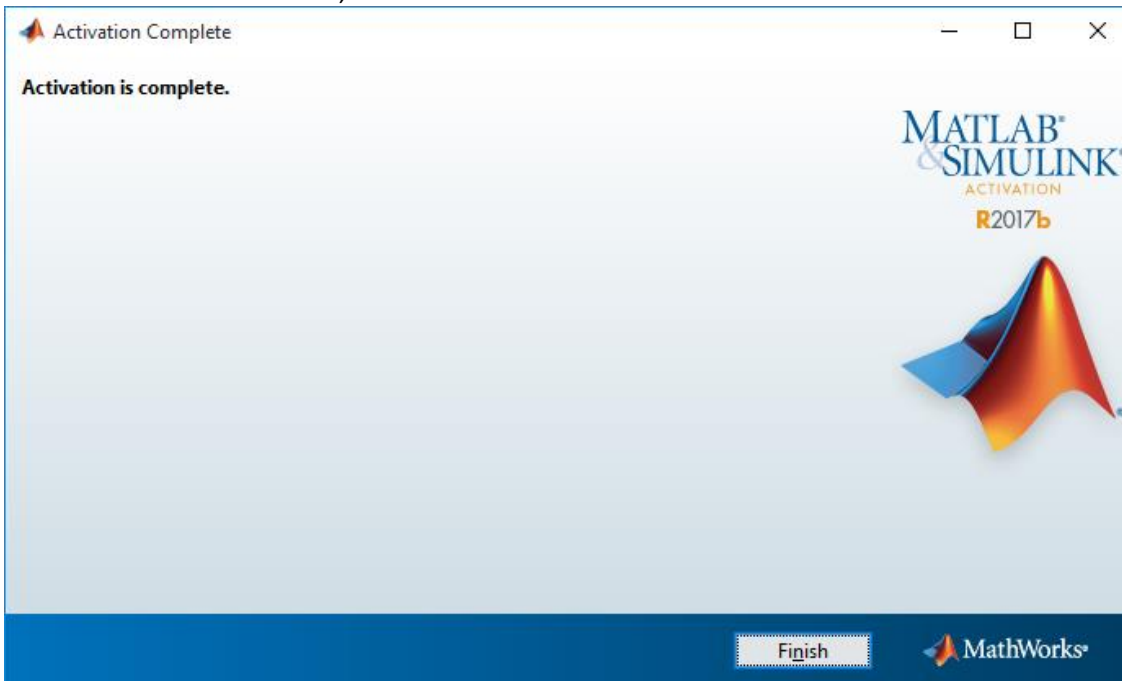 Activation Complete
Activation is complete.
MATLAB®
&SIMULINK®
ACTIVATION
R2017b
Finish
MathWorks®